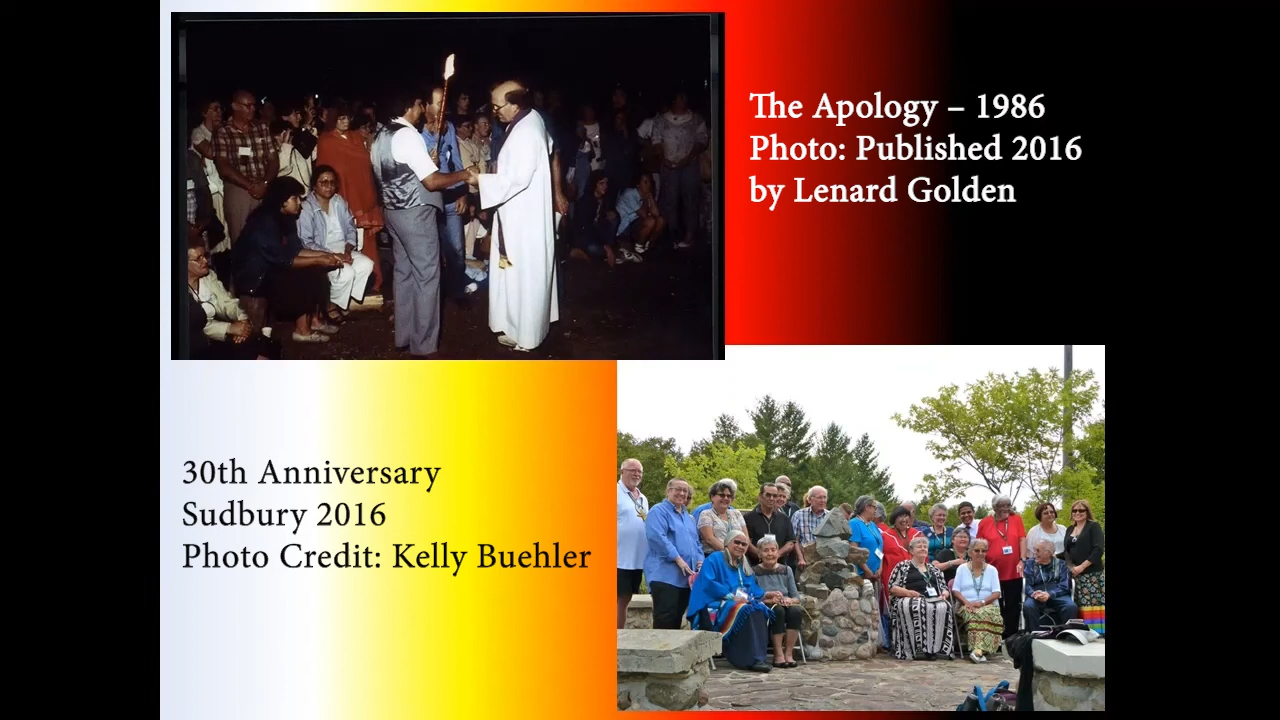 The Apology – 1986
Photo: Published 2016
by Lenard Golden
30th Anniversary
Sudbury 2016
Photo Credit: Kelly Buehler